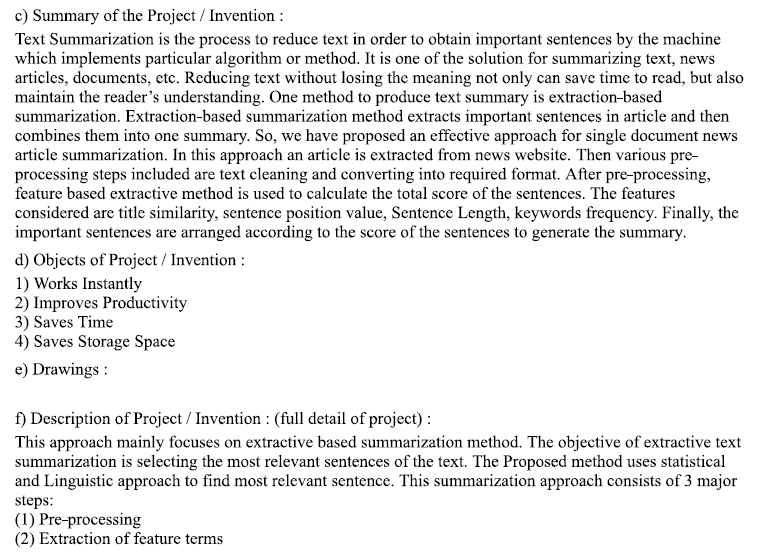 c) Summary of the Project / Invention :
Text Summarization is the process to reduce text in order to obtain important sentences by the machine
which implements particular algorithm or method. It is one of the solution for summarizing text, news
articles, documents, etc. Reducing text without losing the meaning not only can save time to read, but also
maintain the reader's understanding. One method to produce text summary is extraction-based
summarization. Extraction-based summarization method extracts important sentences in article and then
combines them into one summary. So, we have proposed an effective approach for single document news
article summarization. In this approach an article is extracted from news website. Then various pre-
processing steps included are text cleaning and converting into required format. After pre-processing,
feature based extractive method is used to calculate the total score of the sentences. The features
considered are title similarity, sentence position value, Sentence Length, keywords frequency. Finally, the
important sentences are arranged according to the score of the sentences to generate the summary.
d) Objects of Project / Invention :
1) Works Instantly
2) Improves Productivity
3) Saves Time
4) Saves Storage Space
e) Drawings :
f) Description of Project / Invention : (full detail of project) :
This approach mainly focuses on extractive based summarization method. The objective of extractive text
summarization is selecting the most relevant sentences of the text. The Proposed method uses statistical
and Linguistic approach to find most relevant sentence. This summarization approach consists of 3 major
steps:
(1) Pre-processing
(2) Extraction of feature terms